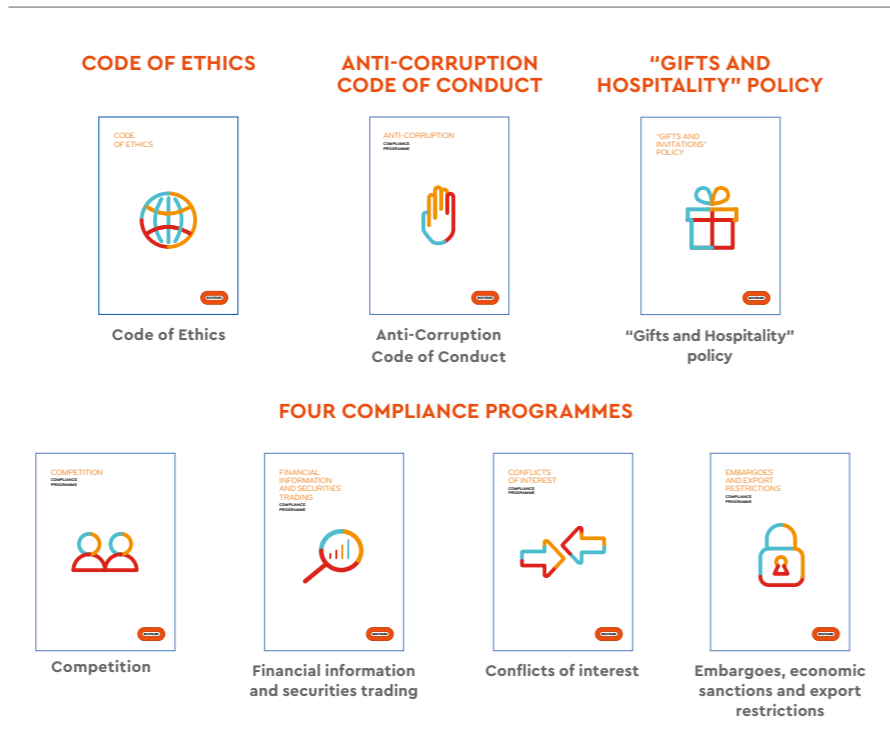 CODE OF ETHICS
ANTI-CORRUPTION
CODE OF CONDUCT
“GIFTS AND
HOSPITALITY” POLICY
CODE
OF ETHICS
ANTI-CORRUPTION
COMPLIANCE
PROGRAMME
“GIFTS AND
INVITATIONS”
POLICY
Code of Ethics
Anti-Corruption
Code of Conduct
“Gifts and Hospitality”
policy
FOUR COMPLIANCE PROGRAMMES
COMPETITION
COMPLIANCE
PROGRAMME
FINANCIAL
INFORMATION
AND SECURITIES
TRADING
COMPLIANCE
PROGRAMME
CONFLICTS
OF INTEREST
COMPLIANCE
PROGRAMME
EMBARGOES
AND EXPORT
RESTRICTIONS
COMPLIANCE
PROGRAMME
Competition
Financial information
and securities trading
Conflicts of interest
Embargoes, economic
sanctions and export
restrictions